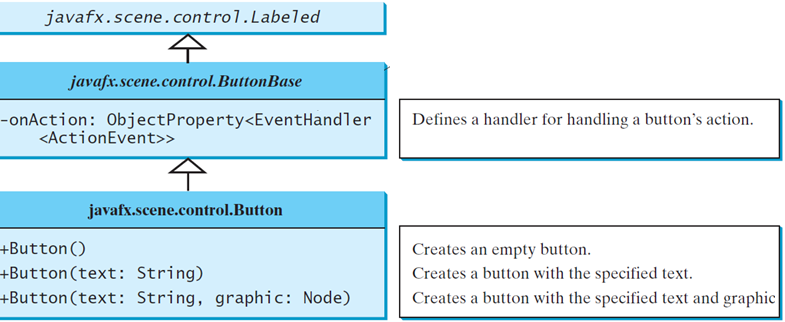 javafx.scene.control.Labeled
javafx.scene.control.ButtonBase
-onAction: ObjectProperty<EventHandler
<ActionEvent>>
Defines a handler for handling a button's action.
javafx.scene.control.Button
+Button()
+Button(text: String)
+Button(text: String, graphic: Node)
Creates an empty button.
Creates a button with the specified text.
Creates a button with the specified text and graphic